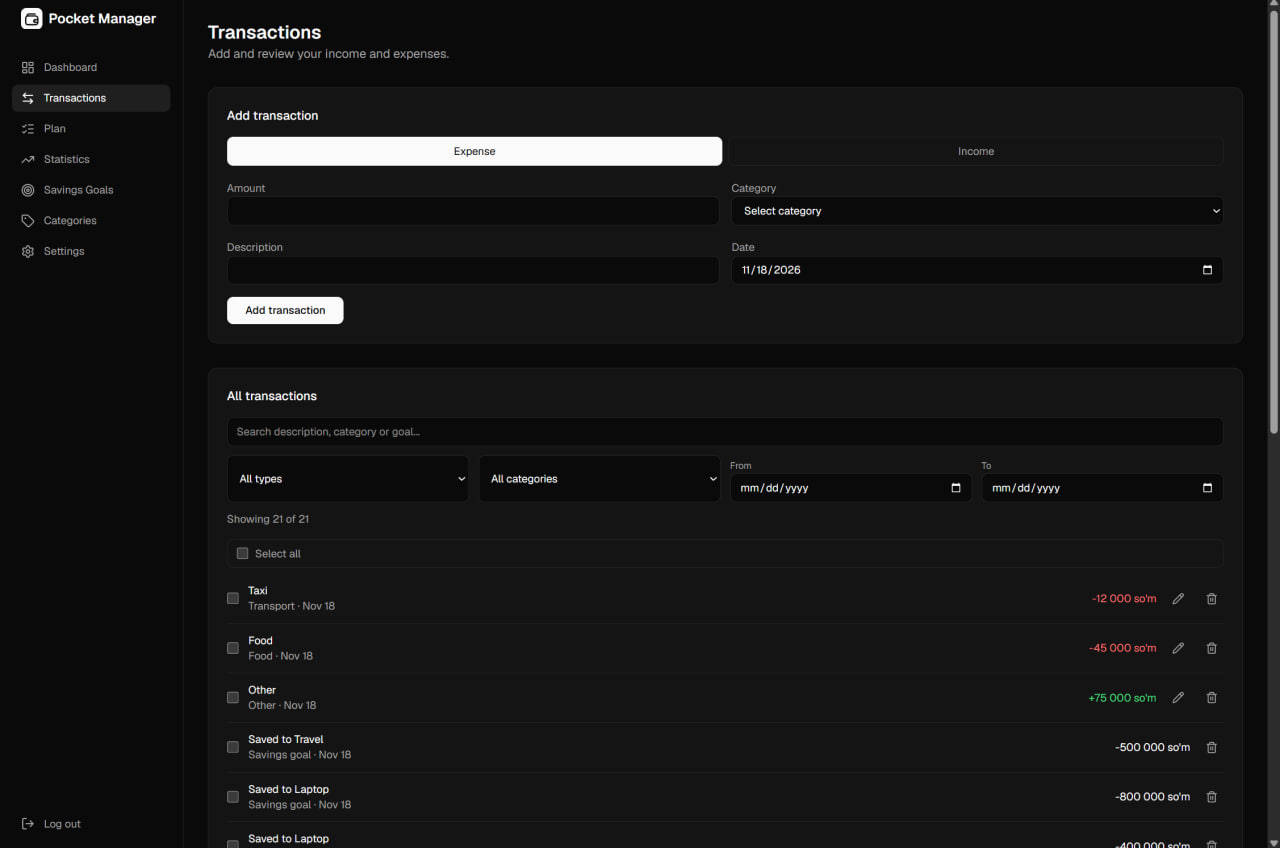 Pocket Manager
Dashboard
Transactions
Plan
Statistics
Savings Goals
Categories
Settings
Log out
Transactions
Add and review your income and expenses.
Add transaction
Expense
Income
Amount
Category
Select category
Description
Date
11/18/2026
Add transaction
All transactions
Search description, category or goal...
All types
All categories
From
mm/dd/yyyy
To
mm/dd/yyyy
Showing 21 of 21
Select all
Taxi
Transport · Nov 18
-12 000 so'm
Food
Food · Nov 18
-45 000 so'm
Other
Other · Nov 18
+75 000 so'm
Saved to Travel
Savings goal · Nov 18
-500 000 so'm
Saved to Laptop
Savings goal · Nov 18
-800 000 so'm
Saved to Laptop
-400 000 so'm